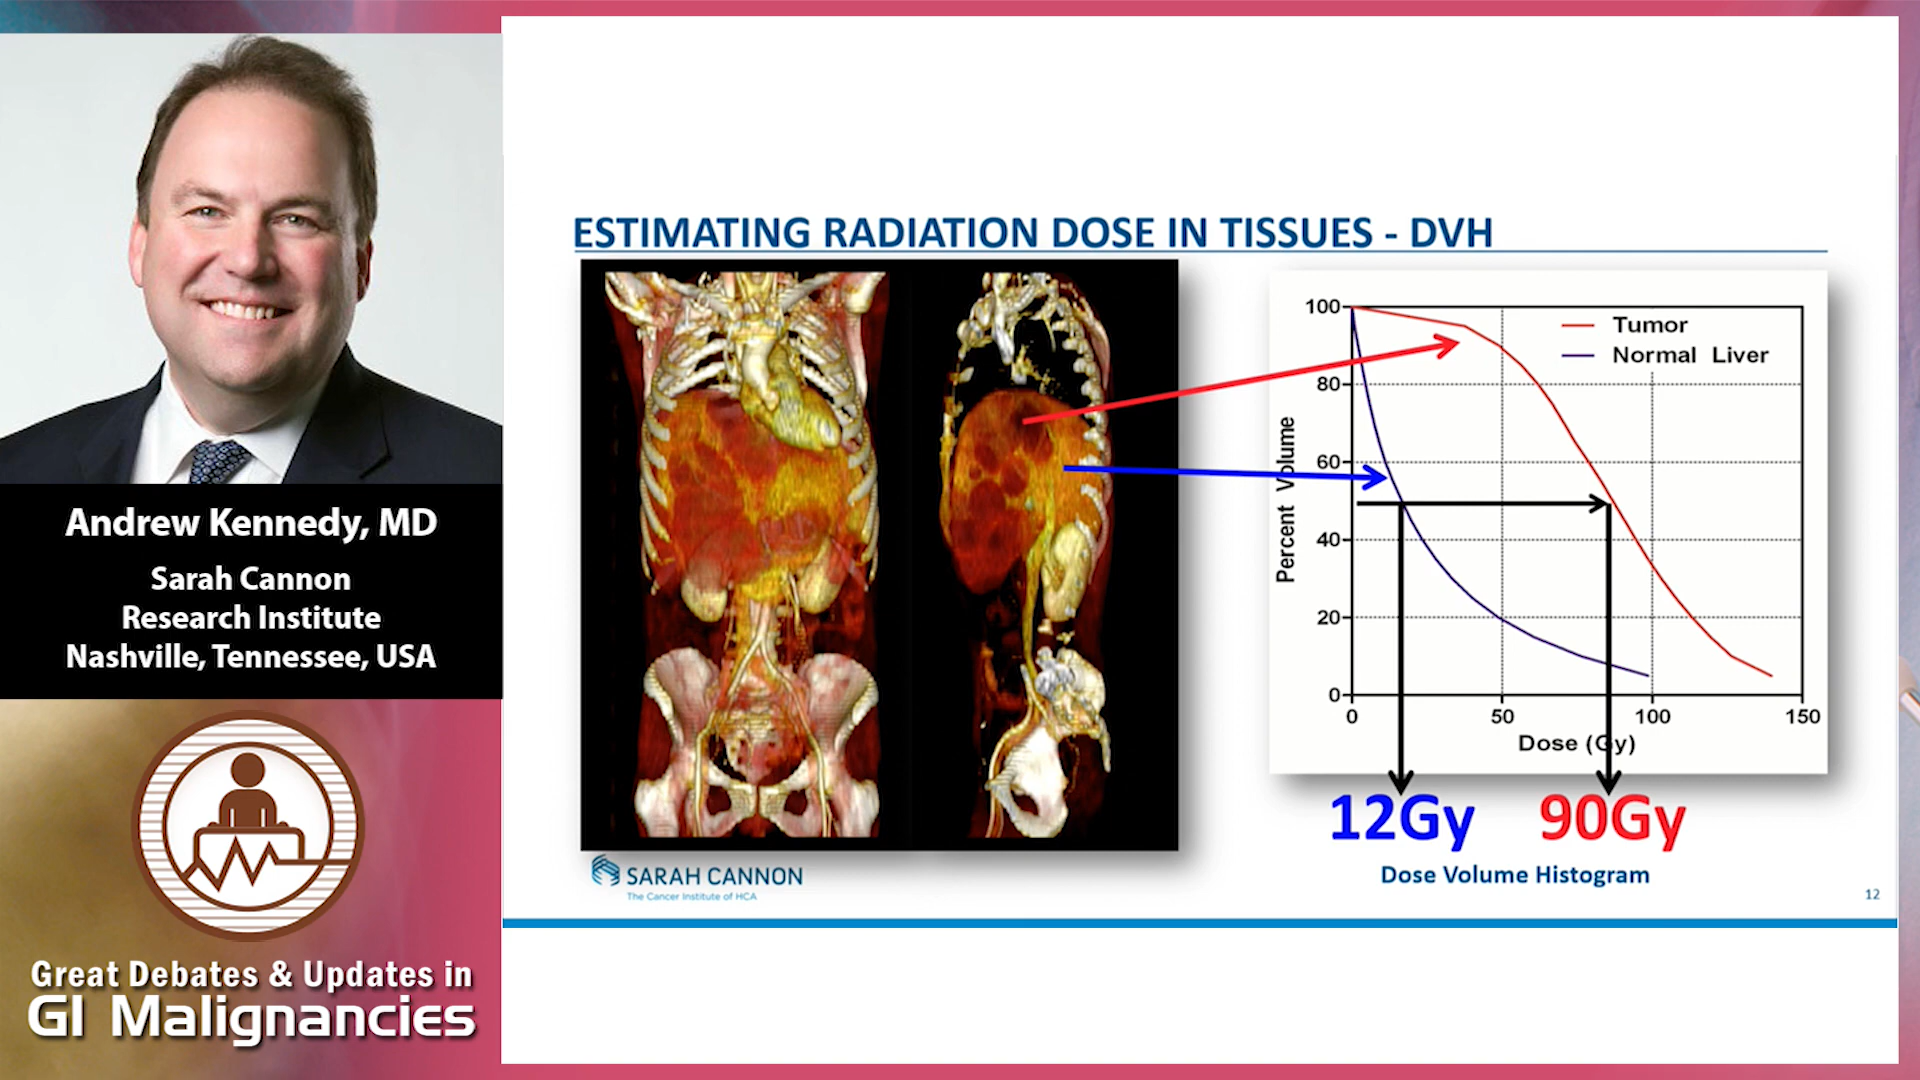 Andrew Kennedy, MD
Sarah Cannon
Research Institute
Nashville, Tennessee, USA
Great Debates & Updates in
GI Malignancies
ESTIMATING RADIATION DOSE IN TISSUES - DVH
100
80
60
40
20
0
Percent Volume
Tumor
Normal Liver
0 50 100 150
Dose (Gy)
12Gy 90Gy
Dose Volume Histogram
SARAH CANNON
The Cancer Institute of HCA
12